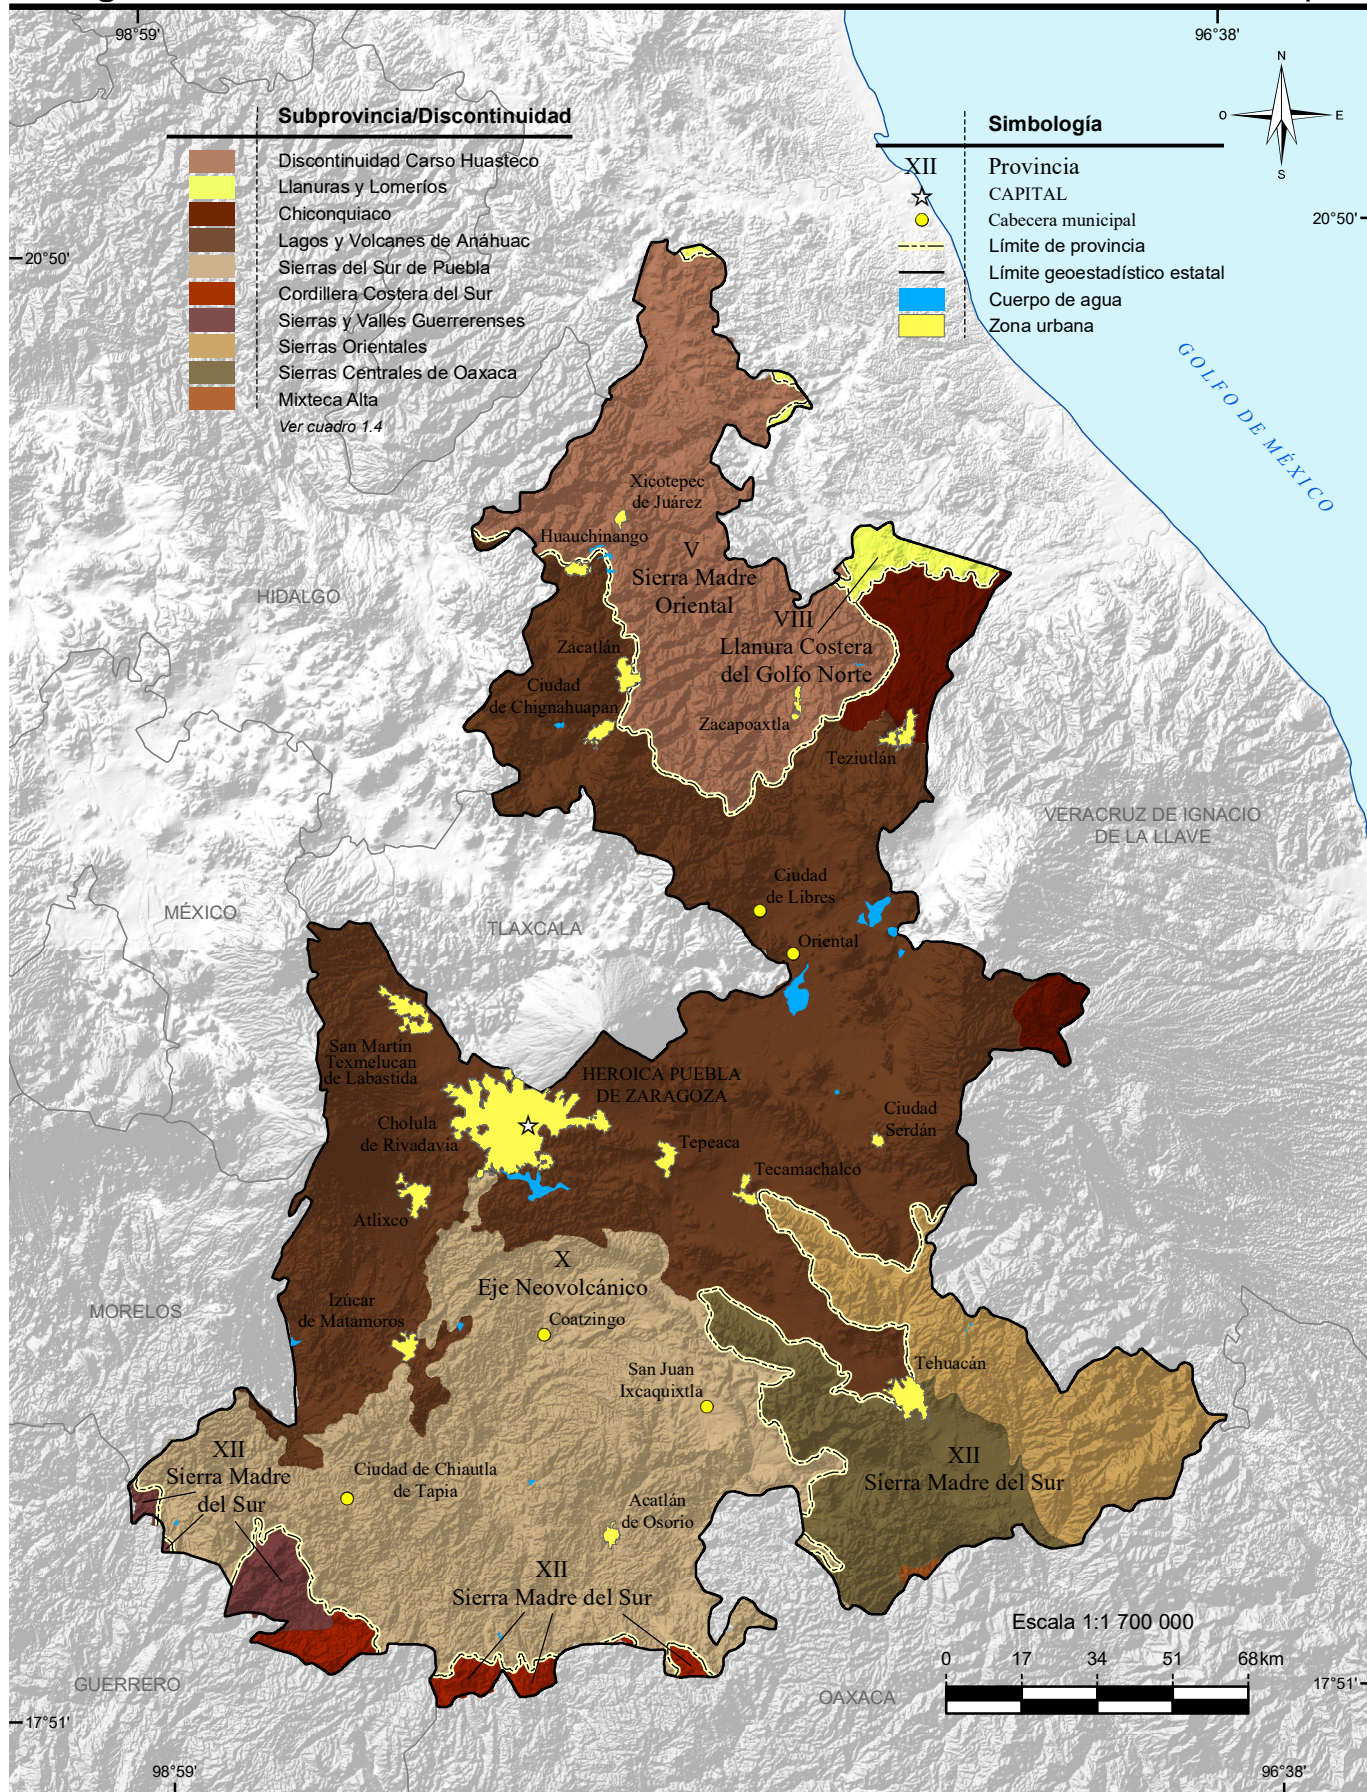 98°59'
96°38'
Subprovincia/Discontinuidad
Discontinuidad Carso Huasteco
Llanuras y Lomeríos
Chiconquiaco
Lagos y Volcanes de Anáhuac
Sierras del Sur de Puebla
Cordillera Costera del Sur
Sierras y Valles Guerrerenses
Sierras Orientales
Sierras Centrales de Oaxaca
Mixteca Alta
Ver cuadro 1.4
Simbología
XII Provincia
CAPITAL
Cabecera municipal
Límite de provincia
Límite geoestadístico estatal
Cuerpo de agua
Zona urbana
N
O
E
S
20°50'
20°50'
GOLFO DE MÉXICO
Xicotepec
de Juárez
Huauchinango
V
Sierra Madre
Oriental
HIDALGO
VIII
Llanura Costera
del Golfo Norte
Zacatlán
Ciudad
de Chignahuapan
Zacapoaxtla
Teziutlán
VERACRUZ DE IGNACIO
DE LA LLAVE
Ciudad
de Libres
MÉXICO
TLAXCALA
Oriental
San Martín
Texmelucan
de Labastida
HEROICA PUEBLA
DE ZARAGOZA
Cholula
de Rivadavia
Ciudad
Serdán
Tepeaca
Tecamachalco
Atlixco
X
Eje Neovolcánico
MORELOS
Izúcar
de Matamoros
Coatzingo
Tehuacán
San Juan
Ixcaquixtla
XII
Sierra Madre
del Sur
XII
Sierra Madre del Sur
Ciudad de Chiautla
de Tapia
Acatlán
de Osorio
XII
Sierra Madre del Sur
Escala 1:1 700 000
0 17 34 51 68 km
GUERRERO
OAXACA
17°51'
17°51'
98°59'
96°38'